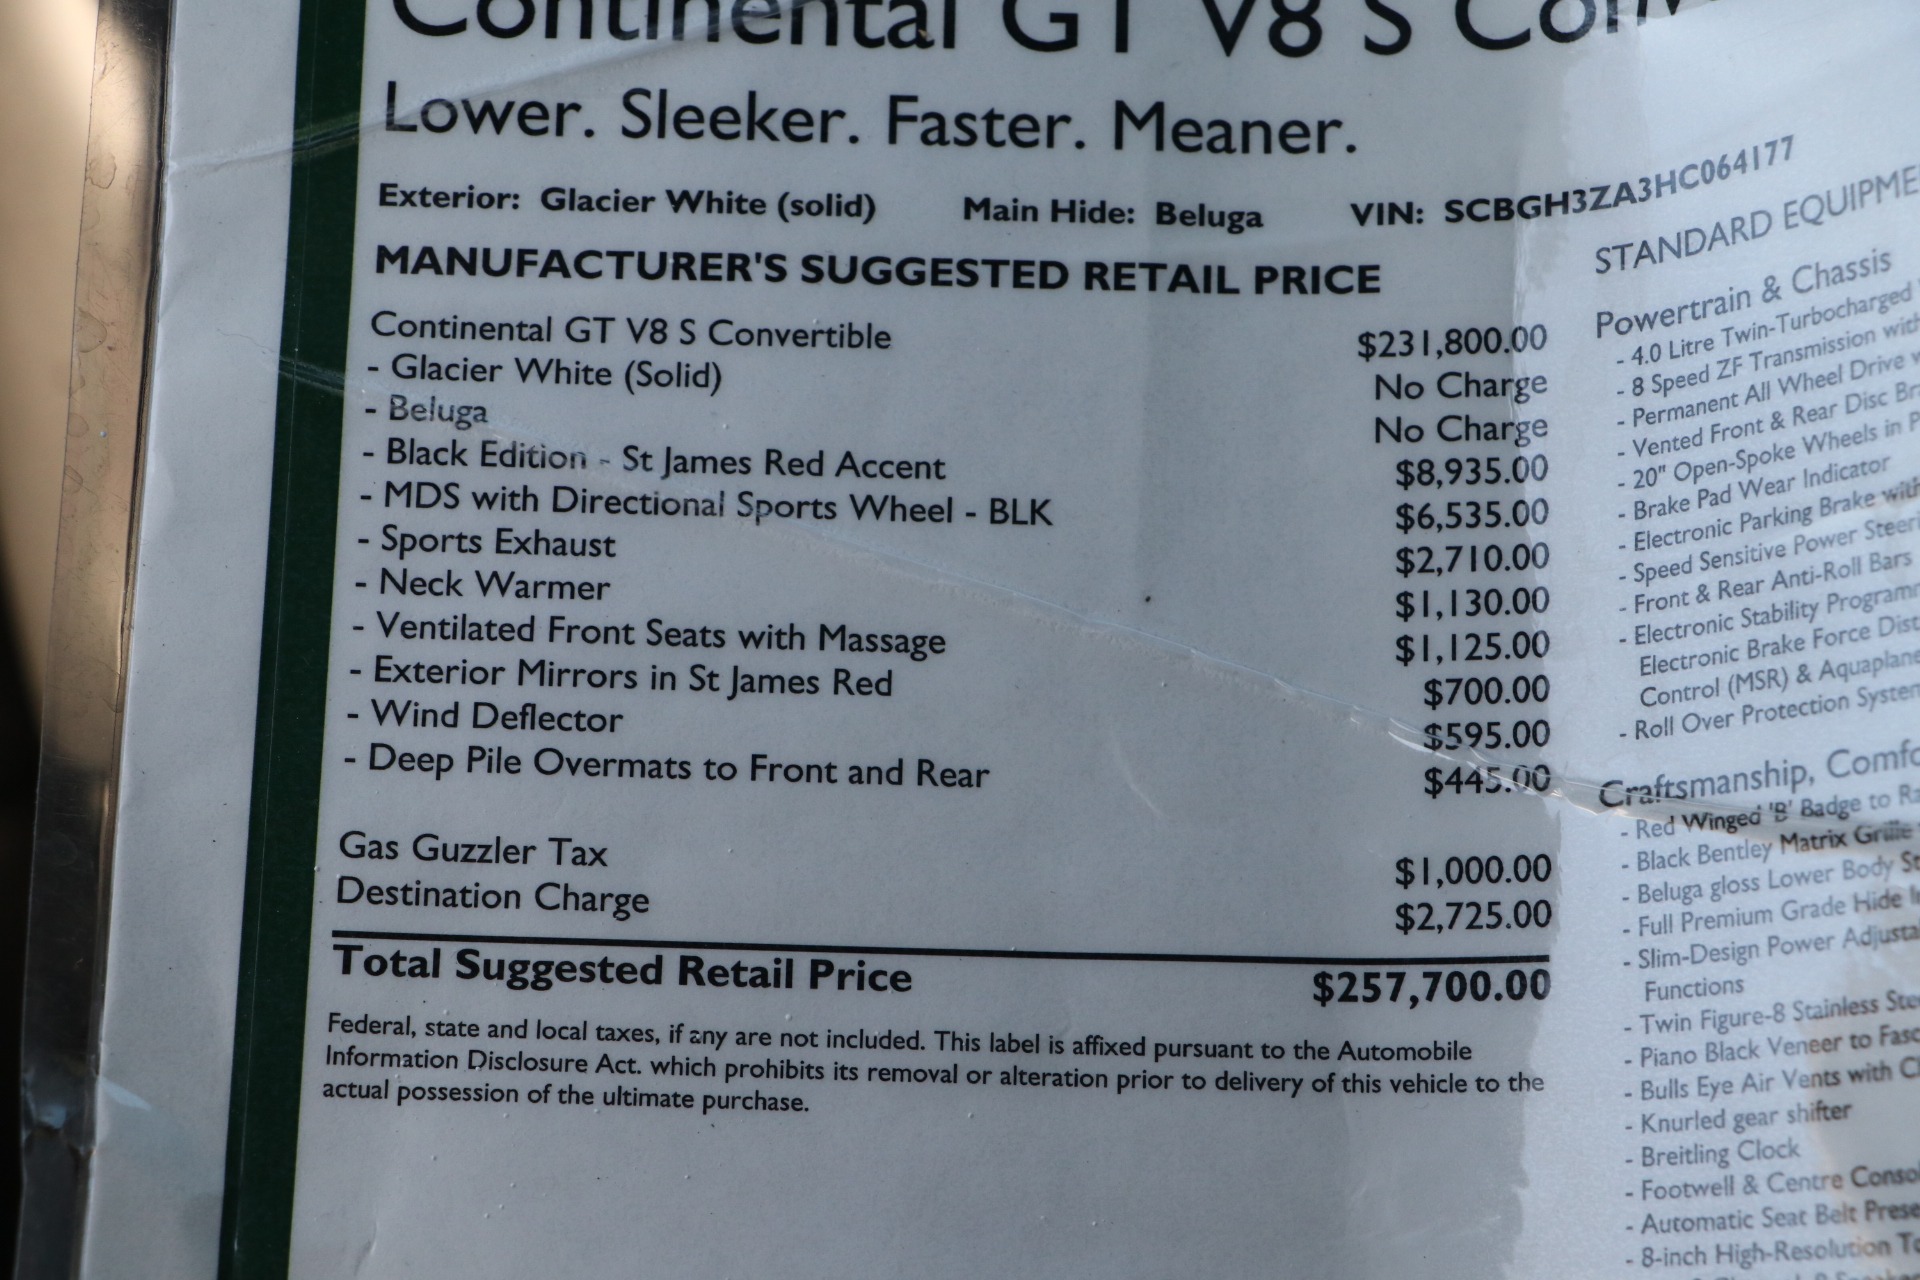 Continental GT V8 S
Lower. Sleeker. Faster. Meaner.
Exterior: Glacier White (solid) Main Hide: Beluga VIN: SCBGH3ZA3HC064177
MANUFACTURER'S SUGGESTED RETAIL PRICE
Continental GT V8 S Convertible $231,800.00
- Glacier White (Solid) No Charge
- Beluga No Charge
- Black Edition - St James Red Accent $8,935.00
- MDS with Directional Sports Wheel - BLK $6,535.00
- Sports Exhaust $2,710.00
- Neck Warmer $1,130.00
- Ventilated Front Seats with Massage $1,125.00
- Exterior Mirrors in St James Red $700.00
- Wind Deflector $595.00
- Deep Pile Overmats to Front and Rear $445.00
Gas Guzzler Tax $1,000.00
Destination Charge $2,725.00
Total Suggested Retail Price $257,700.00
Federal, state and local taxes, if any are not included. This label is affixed pursuant to the Automobile
Information Disclosure Act. which prohibits its removal or alteration prior to delivery of this vehicle to the
actual possession of the ultimate purchase.
STANDARD
Powertrain & Chassis
- 4.0 Litre Twin-Turbocharged
- 8 Speed ZF Transmission with
- Permanent All Wheel Drive
- Vented Front & Rear Disc
- 20" Open-Spoke Wheels in
- Brake Pad Wear Indicator
- Electronic Parking Brake with
- Speed Sensitive Power
- Front & Rear Anti-Roll Bars
- Electronic Stability
Electronic Brake Force
Control (MSR) &
- Roll Over Protection
Craftsmanship,
- Red Winged 'B' Badge to
- Black Bentley Matrix Grille
- Beluga gloss Lower Body
- Full Premium Grade Hide
- Slim-Design Power
Functions
- Twin Figure-8 Stainless
- Piano Black Veneer to
- Bulls Eye Air Vents with
- Knurled gear shifter
- Breitling Clock
- Footwell & Centre
- Automatic Seat Belt
- 8-inch High-Resolution